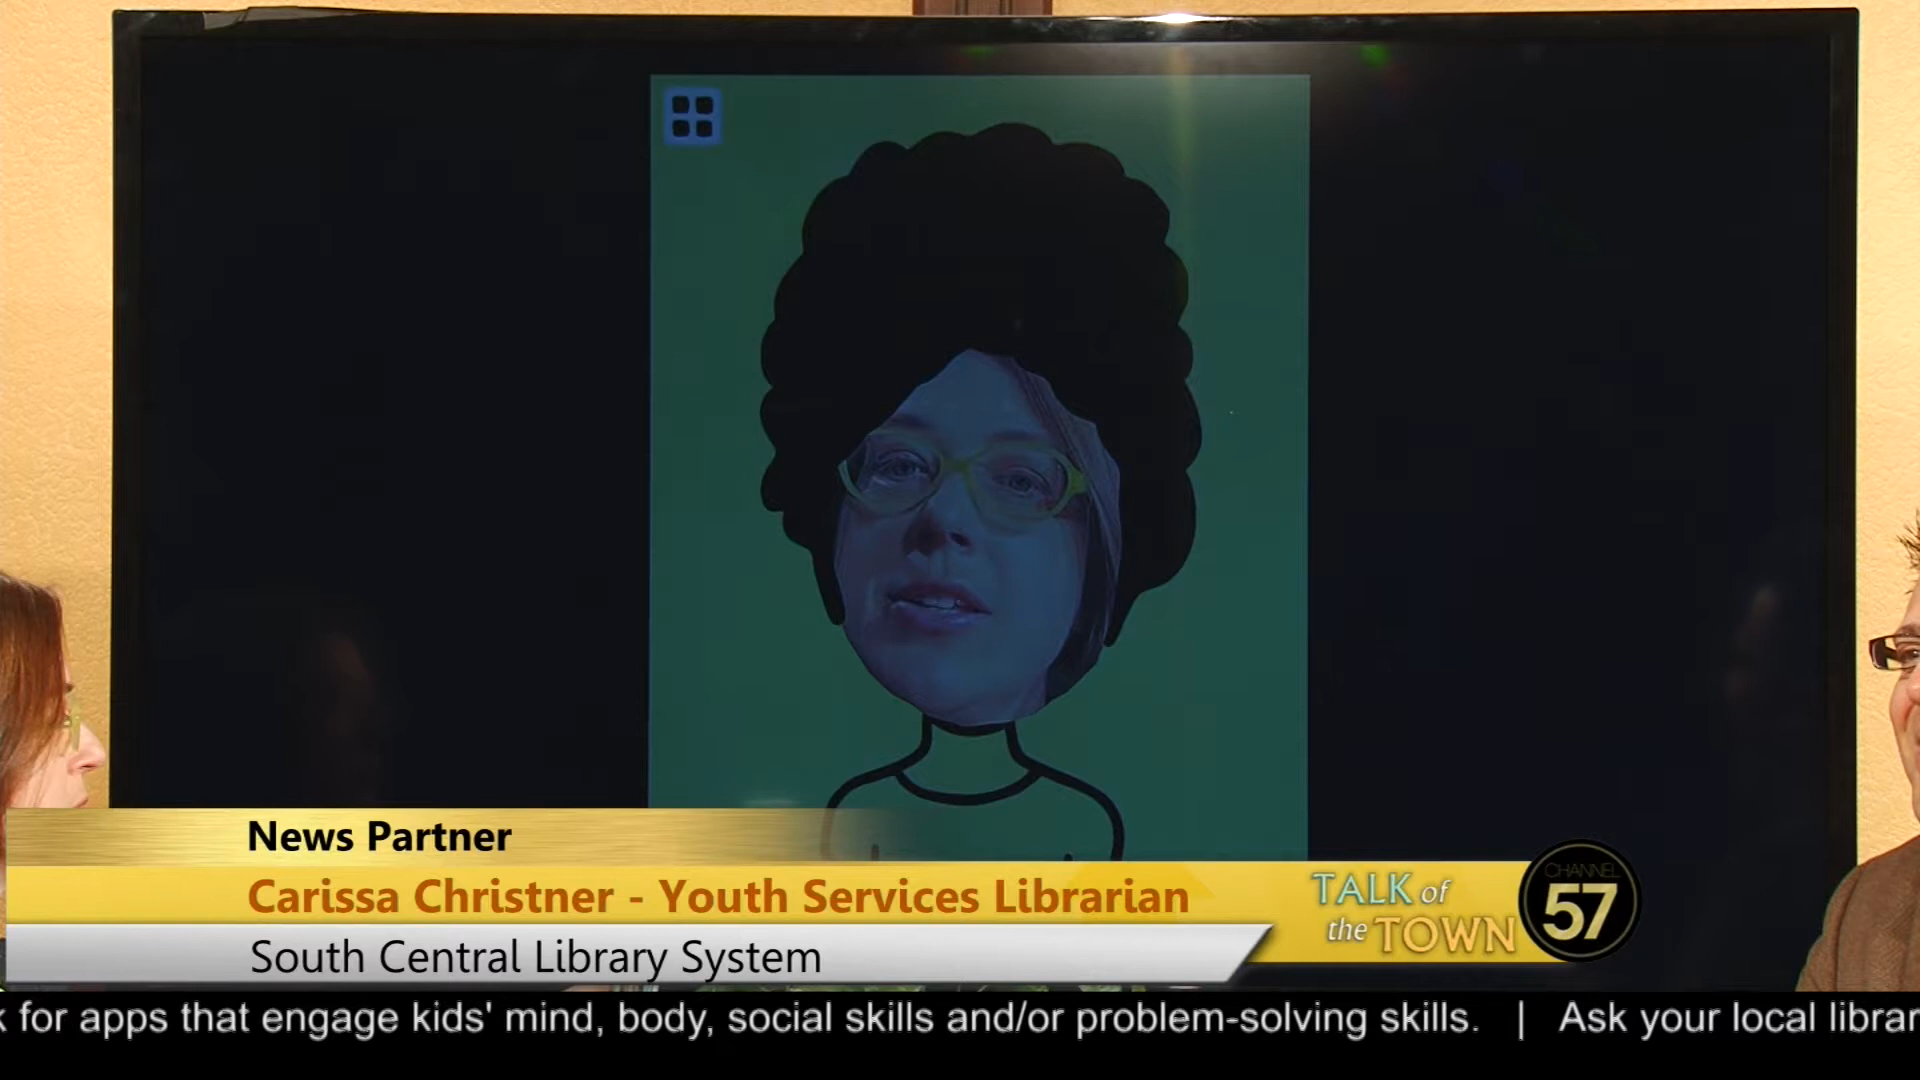 News Partner
Carissa Christner - Youth Services Librarian
South Central Library System
TALK of
the TOWN
CHANNEL
57
for apps that engage kids' mind, body, social skills and/or problem-solving skills. | Ask your local